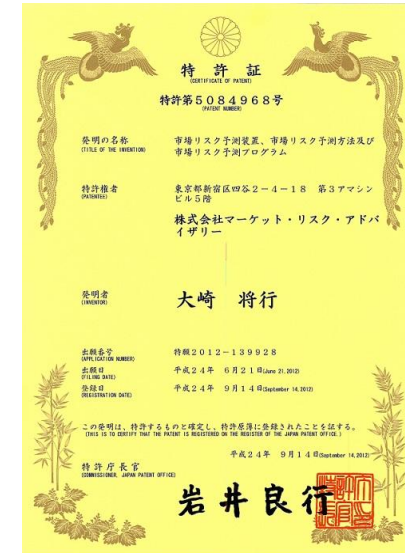 特許証
(CERTIFICATE OF PATENT)
特許第5084968号
(PATENT NUMBER)
発明の名称
(TITLE OF THE INVENTION)
市場リスク予測装置、市場リスク予測方法及び
市場リスク予測プログラム
特許権者
(PATENTEE)
東京都新宿区四谷2-4-18 第3アマシン
ビル5階
株式会社マーケット・リスク・アドバ
イザリー
発明者
(INVENTOR)
大崎 将行
出願番号
(APPLICATION NUMBER)
特願2012-139928
出願日
(FILING DATE)
平成24年 6月21日(June 21,2012)
登録日
(REGISTRATION DATE)
平成24年 9月14日(September 14,2012)
この発明は、特許するものと確定し、特許原簿に登録されたことを証する。
(THIS IS TO CERTIFY THAT THE PATENT IS REGISTERED ON THE REGISTER OF THE JAPAN PATENT OFFICE.)
平成24年 9月14日(September 14,2012)
特許庁長官
(COMMISSIONER, JAPAN PATENT OFFICE)
岩井良行